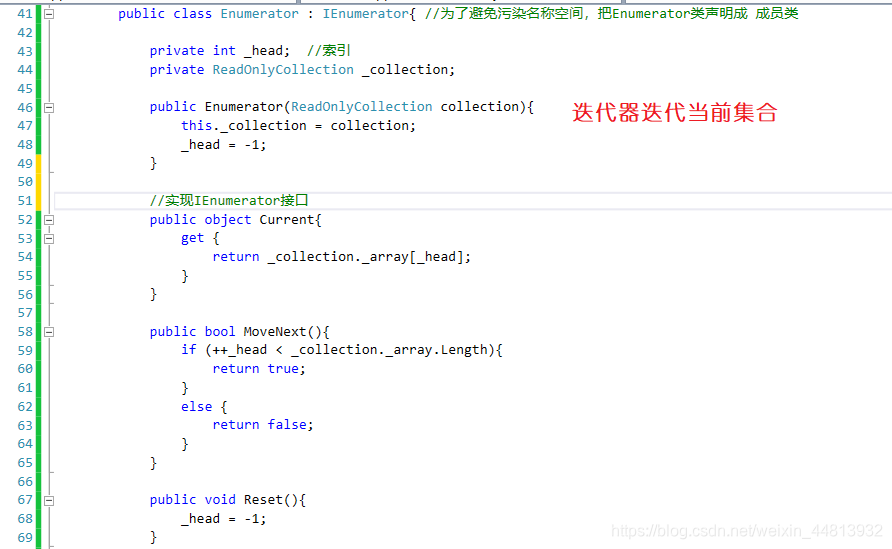 41 public class Enumerator : IEnumerator{ //为了避免污染名称空间，把Enumerator类声明成 成员类
42
43 private int _head; //索引
44 private ReadOnlyCollection _collection;
45
46 public Enumerator(ReadOnlyCollection collection){ 迭代器迭代当前集合
47 this._collection = collection;
48 _head = -1;
49 }
50
51 //实现IEnumerator接口
52 public object Current{
53 get {
54 return _collection._array[_head];
55 }
56 }
57
58 public bool MoveNext(){
59 if (++_head < _collection._array.Length){
60 return true;
61 }
62 else {
63 return false;
64 }
65 }
66
67 public void Reset(){
68 _head = -1;
69 }
https://blog.csdn.net/weixin_44813932